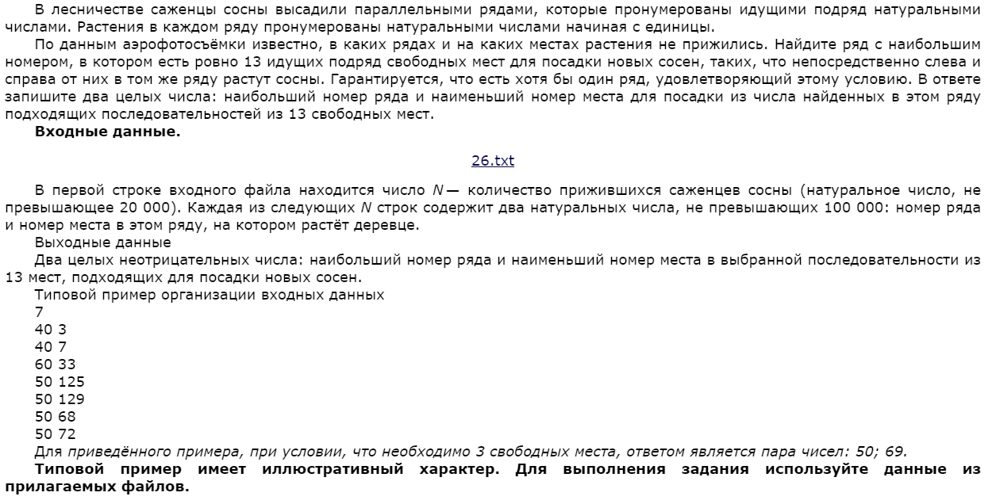 В лесничестве саженцы сосны высадили параллельными рядами, которые пронумерованы идущими подряд натуральными
числами. Растения в каждом ряду пронумерованы натуральными числами начиная с единицы.
По данным аэрофотосъёмки известно, в каких рядах и на каких местах растения не прижились. Найдите ряд с наибольшим
номером, в котором есть ровно 13 идущих подряд свободных мест для посадки новых сосен, таких, что непосредственно слева и
справа от них в том же ряду растут сосны. Гарантируется, что есть хотя бы один ряд, удовлетворяющий этому условию. В ответе
запишите два целых числа: наибольший номер ряда и наименьший номер места для посадки из числа найденных в этом ряду
подходящих последовательностей из 13 свободных мест.
Входные данные.
26.txt
В первой строке входного файла находится число N — количество прижившихся саженцев сосны (натуральное число, не
превышающее 20 000). Каждая из следующих N строк содержит два натуральных числа, не превышающих 100 000: номер ряда
и номер места в этом ряду, на котором растёт деревце.
Выходные данные
Два целых неотрицательных числа: наибольший номер ряда и наименьший номер места в выбранной последовательности из
13 мест, подходящих для посадки новых сосен.
Типовой пример организации входных данных
7
40 3
40 7
60 33
50 125
50 129
50 68
50 72
Для приведённого примера, при условии, что необходимо 3 свободных места, ответом является пара чисел: 50; 69.
Типовой пример имеет иллюстративный характер. Для выполнения задания используйте данные из
прилагаемых файлов.